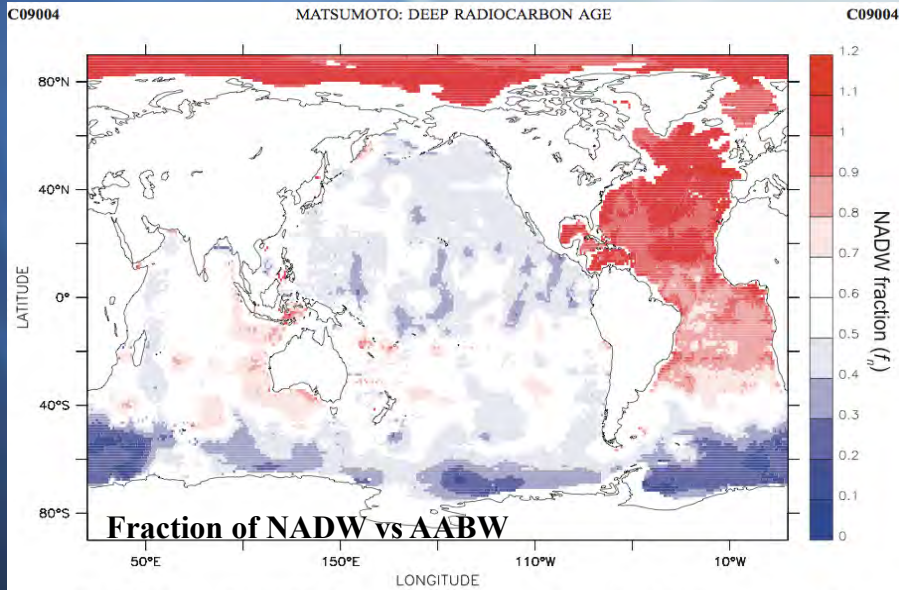 C09004 MATSUMOTO: DEEP RADIOCARBON AGE C09004
80°N
40°N
0°
40°S
80°S
LATITUDE
50°E 150°E 110°W 10°W
LONGITUDE
Fraction of NADW vs AABW
1.2
1.1
1
0.9
0.8
0.7
0.6
0.5
0.4
0.3
0.2
0.1
0
NADW fraction (fₙ)